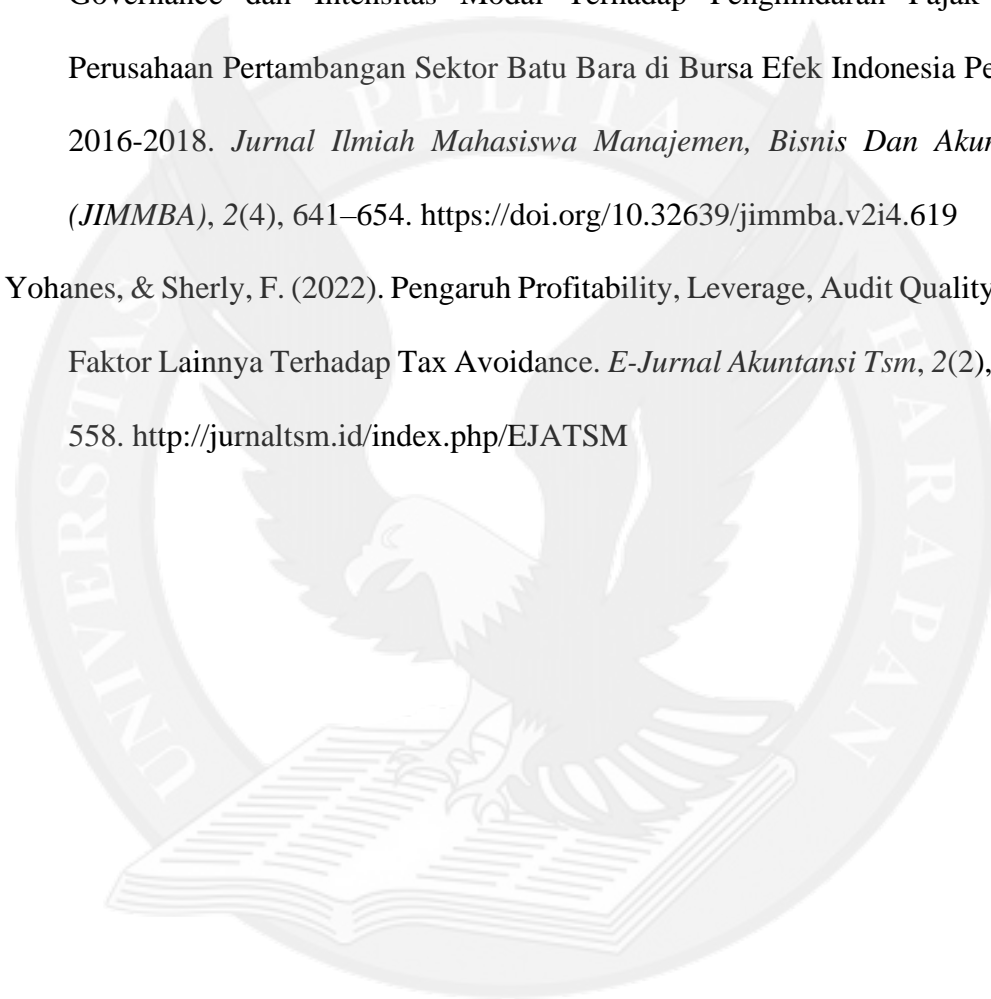 Governance dan Intensitas Modal Terhadap Penghindaran Pajak
Perusahaan Pertambangan Sektor Batu Bara di Bursa Efek Indonesia Pe
2016-2018. Jurnal Ilmiah Mahasiswa Manajemen, Bisnis Dan Akun
(JIMMBA), 2(4), 641–654. https://doi.org/10.32639/jimmba.v2i4.619
Yohanes, & Sherly, F. (2022). Pengaruh Profitability, Leverage, Audit Quality
Faktor Lainnya Terhadap Tax Avoidance. E-Jurnal Akuntansi Tsm, 2(2),
558. http://jurnaltsm.id/index.php/EJATSM
UNIVERSITAS PELITA HARAPAN